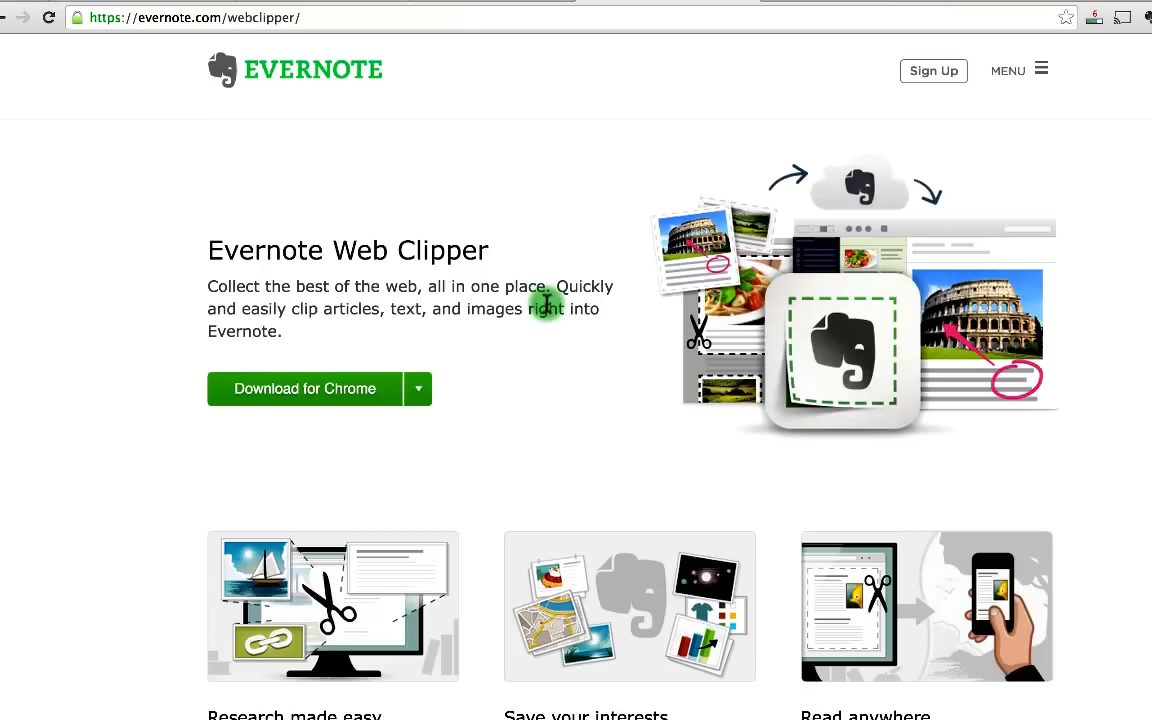 https://evernote.com/webclipper/
6
EVERNOTE
Sign Up
MENU
Evernote Web Clipper
Collect the best of the web, all in one place. Quickly
and easily clip articles, text, and images right into
Evernote.
Download for Chrome
Research made easy
Save your interests
Read anywhere